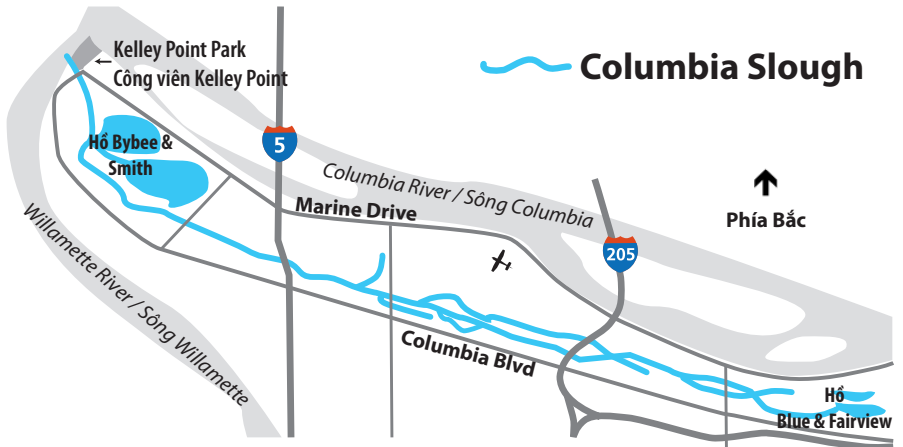 Kelley Point Park
Công viên Kelley Point
Columbia Slough
Hồ Bybee &
Smith
5
Columbia River / Sông Columbia
Phía Bắc
Marine Drive
205
Willamette River / Sông Willamette
Columbia Blvd
Hồ
Blue & Fairview